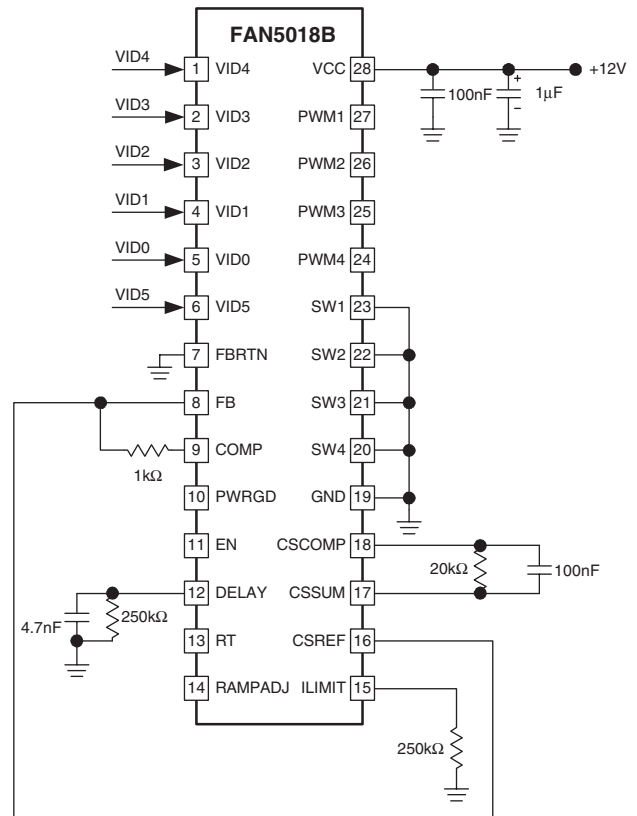 FAN5018B
VID4 1 VID4 VCC 28 +12V
100nF 1μF
+
–
VID3 2 VID3 PWM1 27
VID2 3 VID2 PWM2 26
VID1 4 VID1 PWM3 25
VID0 5 VID0 PWM4 24
VID5 6 VID5 SW1 23
7 FBRTN SW2 22
8 FB SW3 21
9 COMP SW4 20
1kΩ
10 PWRGD GND 19
11 EN CSCOMP 18
20kΩ 100nF
12 DELAY CSSUM 17
4.7nF 250kΩ
13 RT CSREF 16
14 RAMPADJ ILIMIT 15
250kΩ